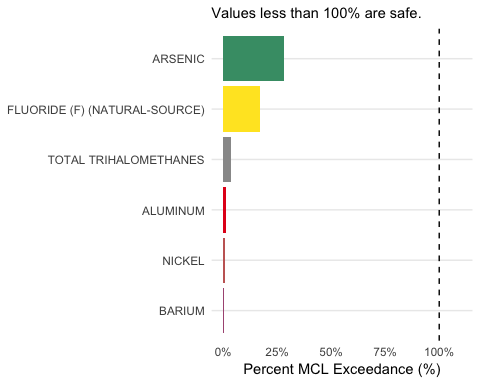 Values less than 100% are safe.
ARSENIC
FLUORIDE (F) (NATURAL-SOURCE)
TOTAL TRIHALOMETHANES
ALUMINUM
NICKEL
BARIUM
0% 25% 50% 75% 100%
Percent MCL Exceedance (%)